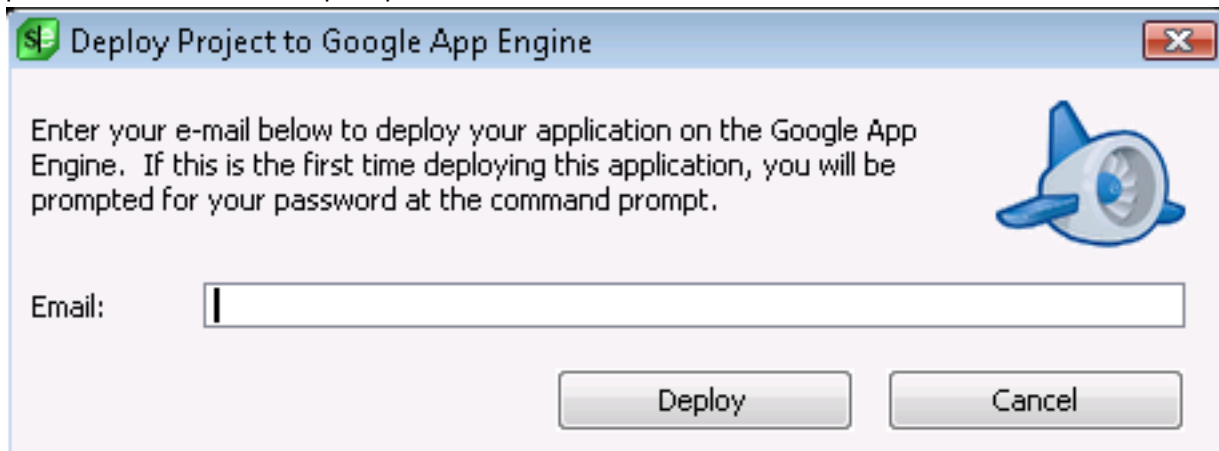 Deploy Project to Google App Engine
Enter your e-mail below to deploy your application on the Google App
Engine.  If this is the first time deploying this application, you will be
prompted for your password at the command prompt.
Email:
Deploy
Cancel